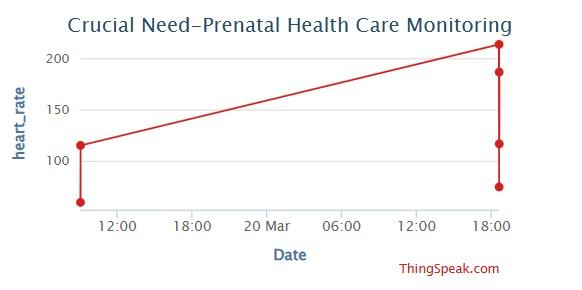 Crucial Need-Prenatal Health Care Monitoring
heart_rate
200
150
100
12:00 18:00 20 Mar 06:00 12:00 18:00
Date
ThingSpeak.com